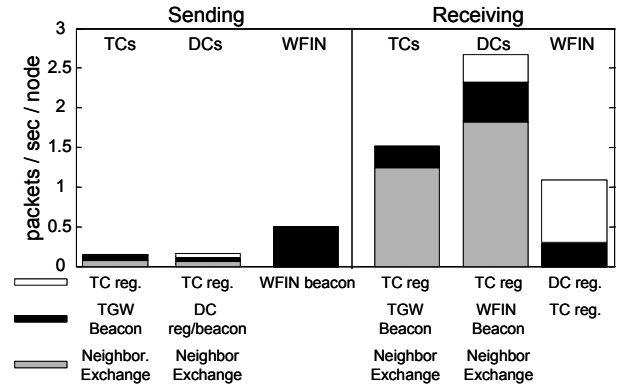 Sending Receiving
3 TCs DCs WFIN TCs DCs WFIN
2.5
2
1.5
1
0.5
0
packets / sec / node
TC reg. TC reg. WFIN beacon TC reg TC reg DC reg.
TGW DC TGW WFIN TC reg.
Beacon reg/beacon Beacon Beacon
Neighbor. Neighbor Neighbor Neighbor
Exchange Exchange Exchange Exchange